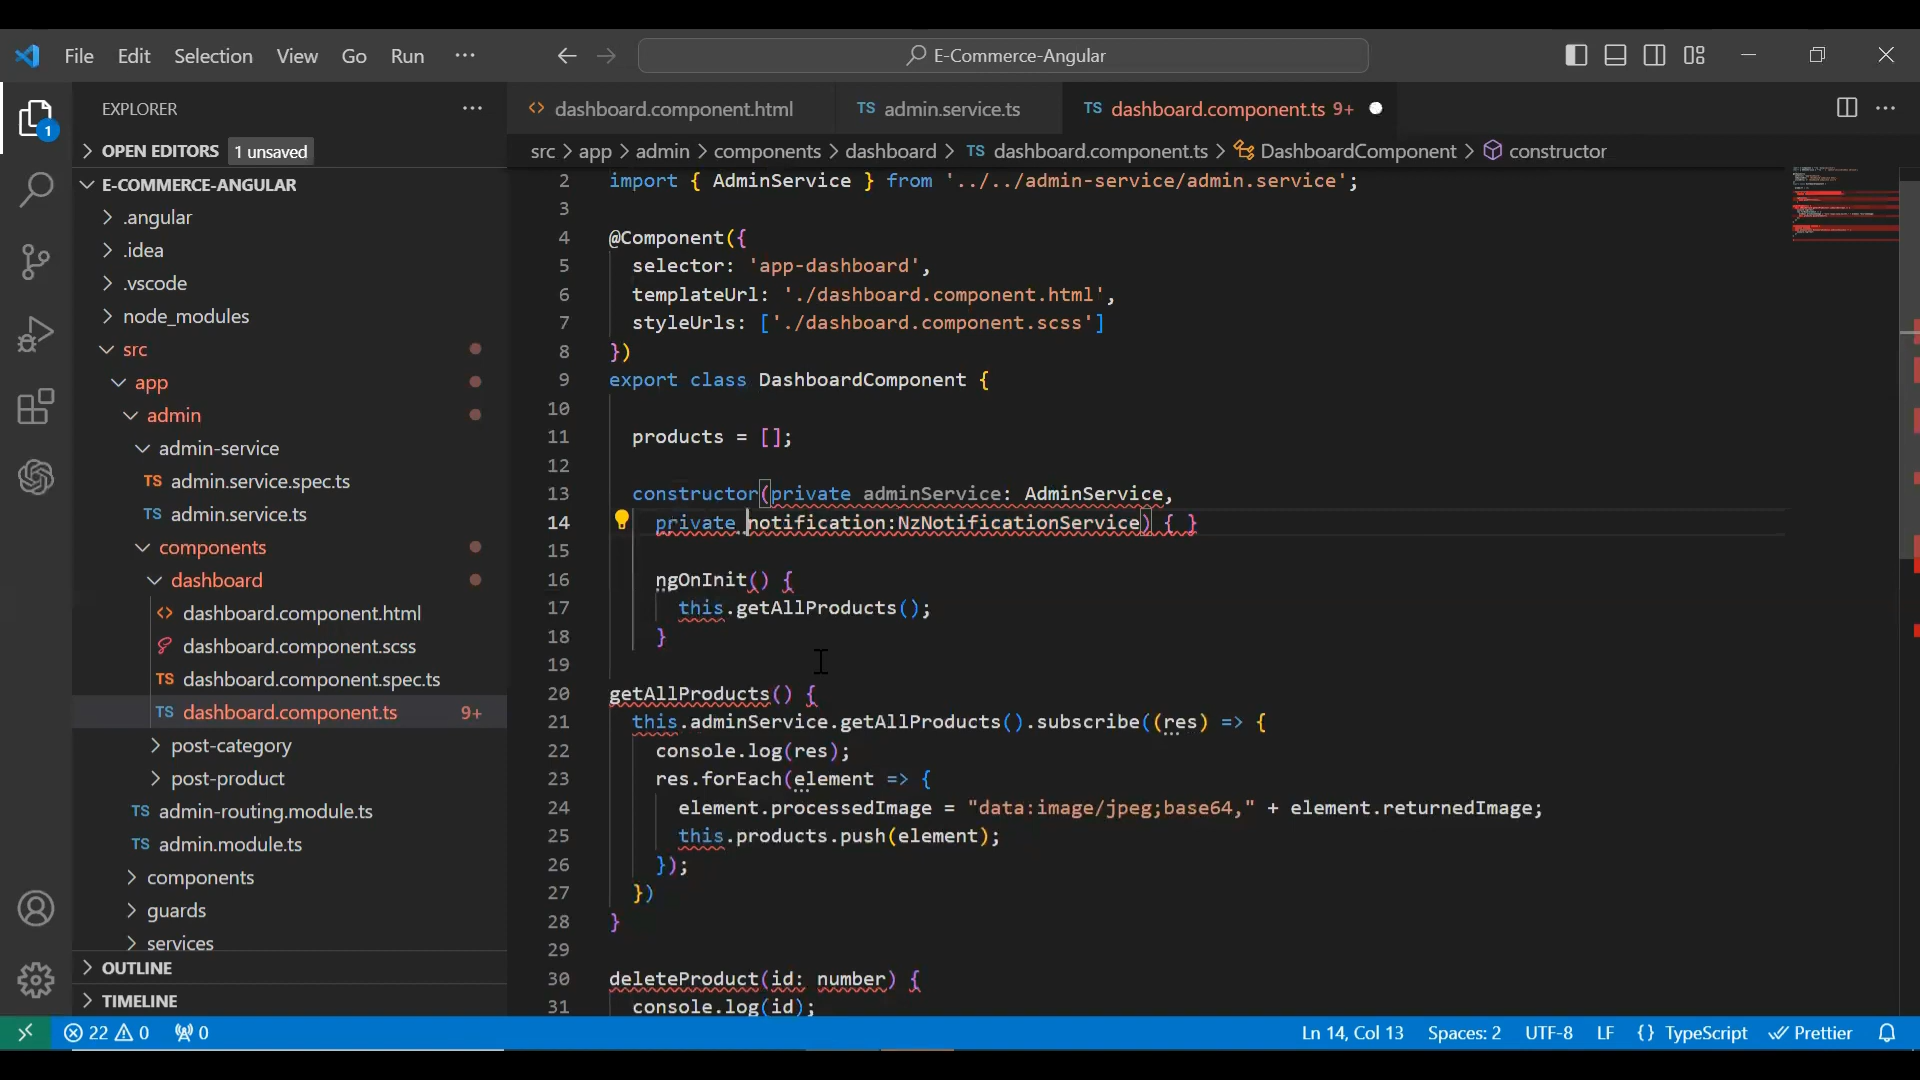 File Edit Selection View Go Run ··· E-Commerce-Angular
EXPLORER
OPEN EDITORS 1 unsaved
E-COMMERCE-ANGULAR
.angular
.idea
.vscode
node_modules
src
app
admin
admin-service
TS admin.service.spec.ts
TS admin.service.ts
components
dashboard
dashboard.component.html
dashboard.component.scss
TS dashboard.component.spec.ts
TS dashboard.component.ts 9+
post-category
post-product
TS admin-routing.module.ts
TS admin.module.ts
components
guards
services
OUTLINE
TIMELINE
1
<> dashboard.component.html TS admin.service.ts TS dashboard.component.ts 9+
src > app > admin > components > dashboard > TS dashboard.component.ts > DashboardComponent > constructor
2 import { AdminService } from '../../admin-service/admin.service';
3
4 @Component({
5 selector: 'app-dashboard',
6 templateUrl: './dashboard.component.html',
7 styleUrls: ['./dashboard.component.scss']
8 })
9 export class DashboardComponent {
10
11 products = [];
12
13 constructor(private adminService: AdminService,
14 private notification:NzNotificationService) { }
15
16 ngOnInit() {
17 this.getAllProducts();
18 }
19
20 getAllProducts() {
21 this.adminService.getAllProducts().subscribe((res) => {
22 console.log(res);
23 res.forEach(element => {
24 element.processedImage = "data:image/jpeg;base64," + element.returnedImage;
25 this.products.push(element);
26 });
27 })
28 }
29
30 deleteProduct(id: number) {
31 console.log(id);
22 0 0 Ln 14, Col 13 Spaces: 2 UTF-8 LF {} TypeScript Prettier